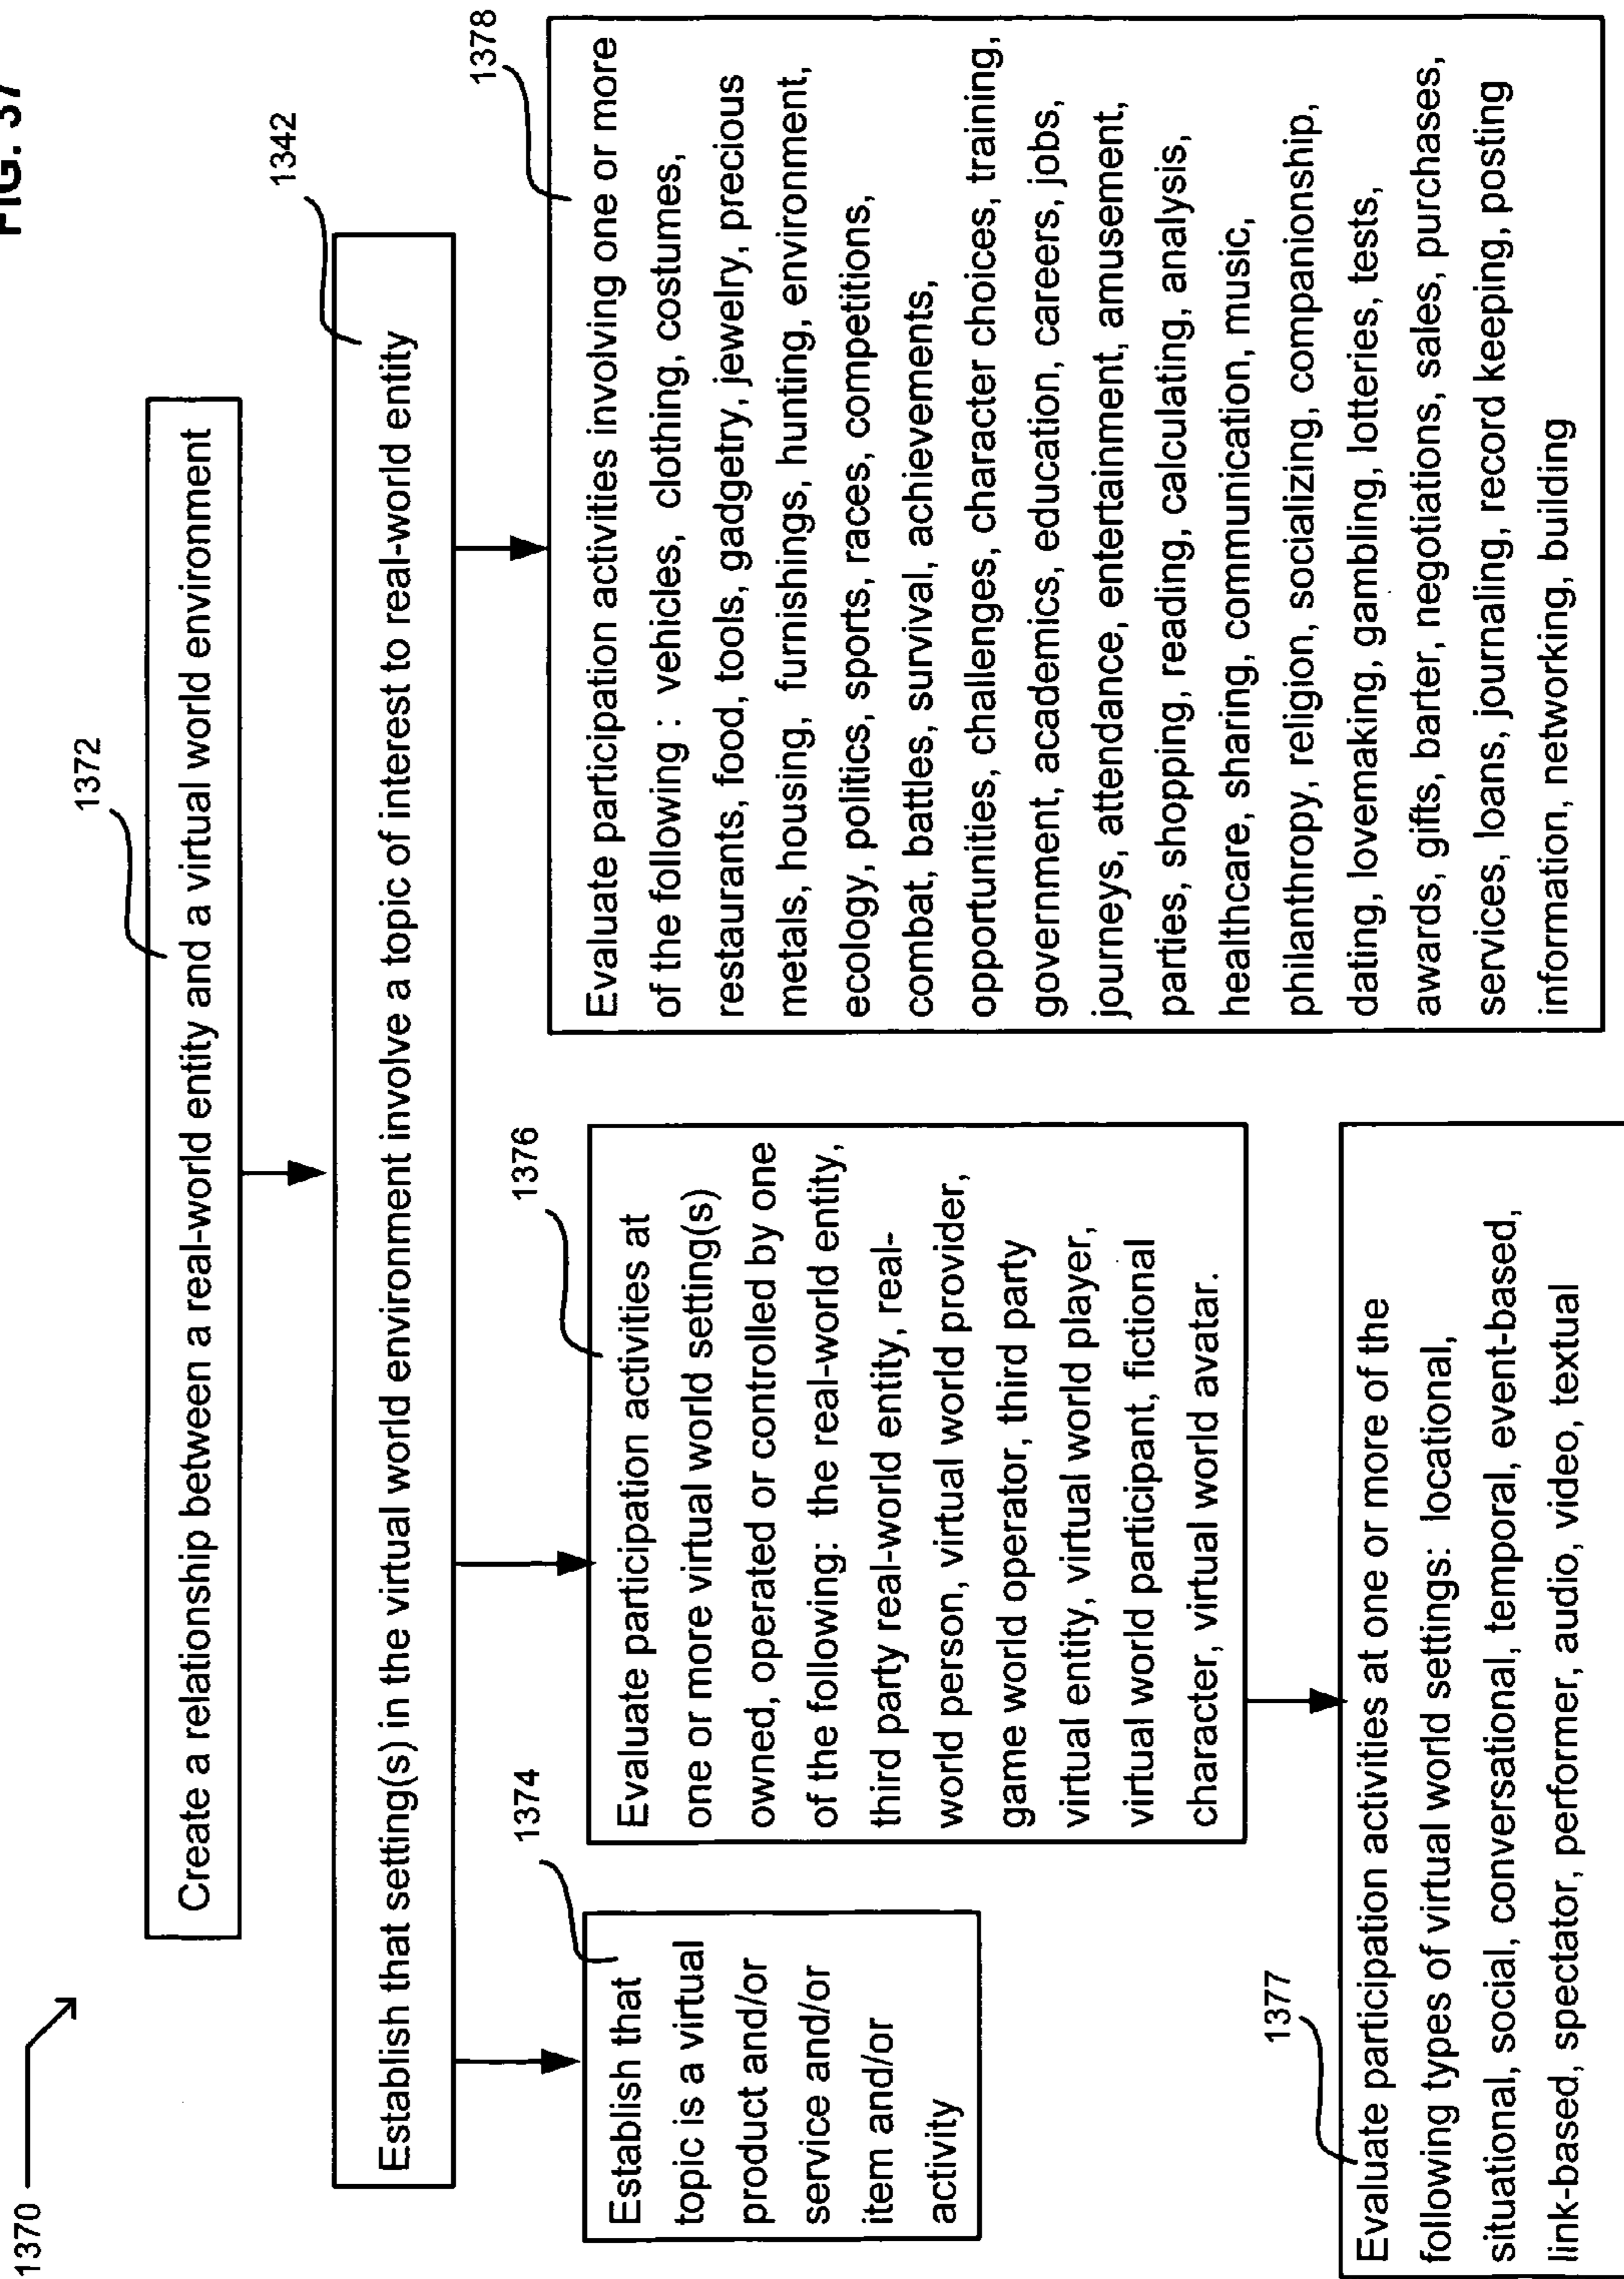 FIG. 37
1370
1372
Create a relationship between a real-world entity and a virtual world environment
1342
Establish that setting(s) in the virtual world environment involve a topic of interest to real-world entity
1374
Establish that
topic is a virtual
product and/or
service and/or
item and/or
activity
1376
Evaluate participation activities at
one or more virtual world setting(s)
owned, operated or controlled by one
of the following: the real-world entity,
third party real-world entity, real-
world person, virtual world provider,
game world operator, third party
virtual entity, virtual world player,
virtual world participant, fictional
character, virtual world avatar.
1377
Evaluate participation activities at one or more of the
following types of virtual world settings: locational,
situational, social, conversational, temporal, event-based,
link-based, spectator, performer, audio, video, textual
1378
Evaluate participation activities involving one or more
of the following : vehicles, clothing, costumes,
restaurants, food, tools, gadgetry, jewelry, precious
metals, housing, furnishings, hunting, environment,
ecology, politics, sports, races, competitions,
combat, battles, survival, achievements,
opportunities, challenges, character choices, training,
government, academics, education, careers, jobs,
journeys, attendance, entertainment, amusement,
parties, shopping, reading, calculating, analysis,
healthcare, sharing, communication, music,
philanthropy, religion, socializing, companionship,
dating, lovemaking, gambling, lotteries, tests,
awards, gifts, barter, negotiations, sales, purchases,
services, loans, journaling, record keeping, posting
information, networking, building